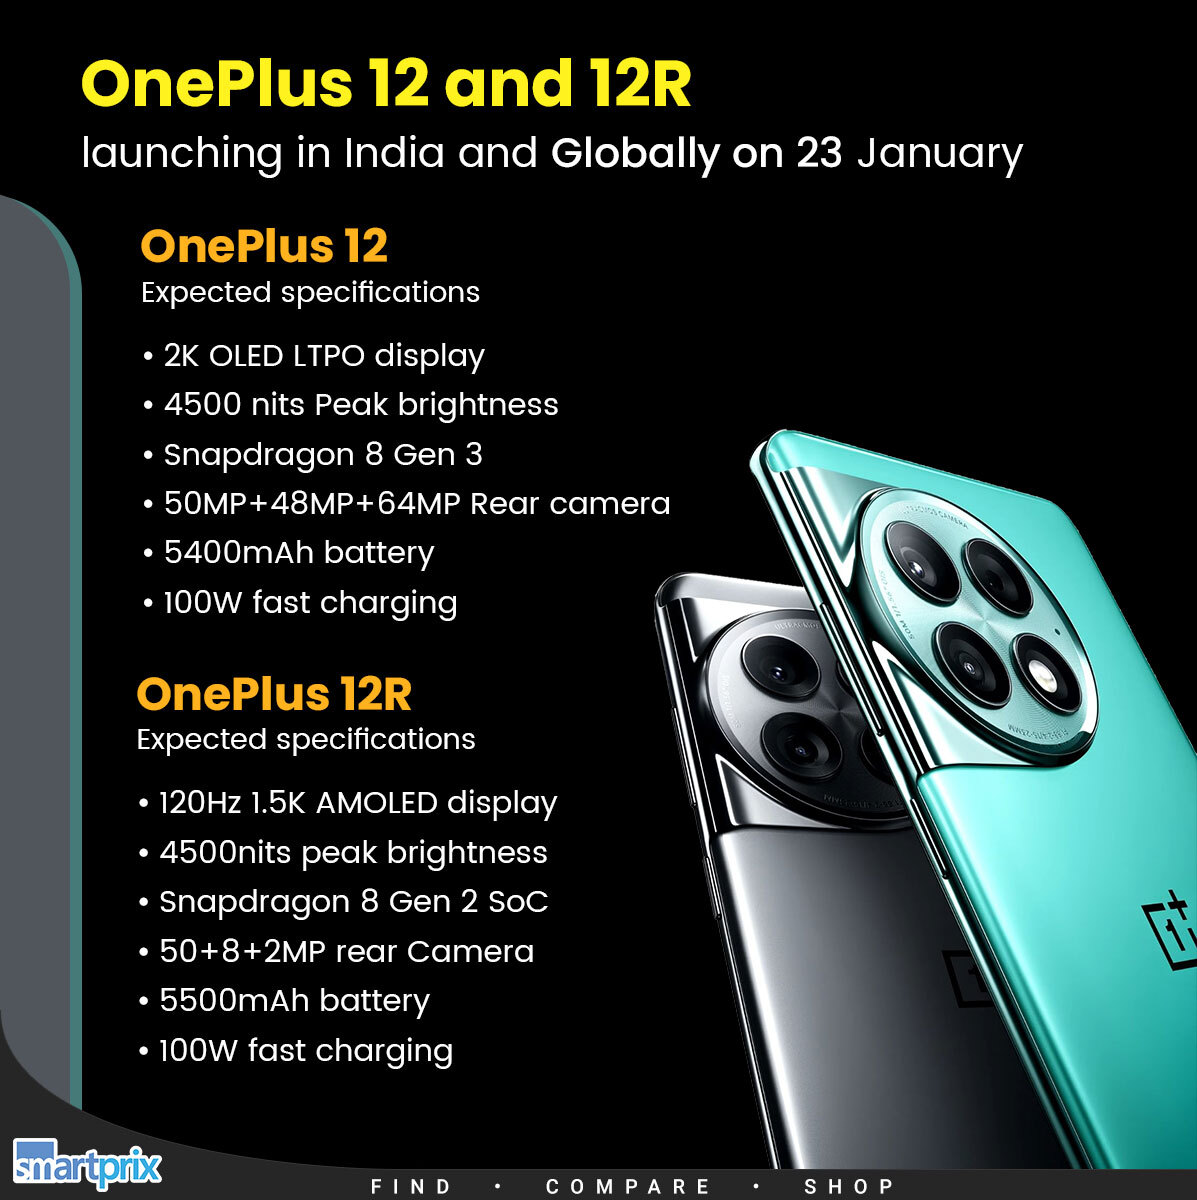 OnePlus 12 and 12R
launching in India and Globally on 23 January
OnePlus 12
Expected specifications
• 2K OLED LTPO display
• 4500 nits Peak brightness
• Snapdragon 8 Gen 3
• 50MP+48MP+64MP Rear camera
• 5400mAh battery
• 100W fast charging
OnePlus 12R
Expected specifications
• 120Hz 1.5K AMOLED display
• 4500nits peak brightness
• Snapdragon 8 Gen 2 SoC
• 50+8+2MP rear Camera
• 5500mAh battery
• 100W fast charging
smartprix
FIND • COMPARE • SHOP